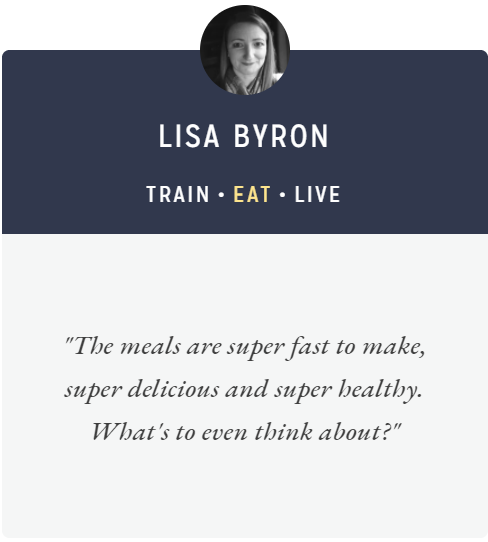 LISA BYRON
TRAIN • EAT • LIVE
"The meals are super fast to make,
super delicious and super healthy.
What's to even think about?"